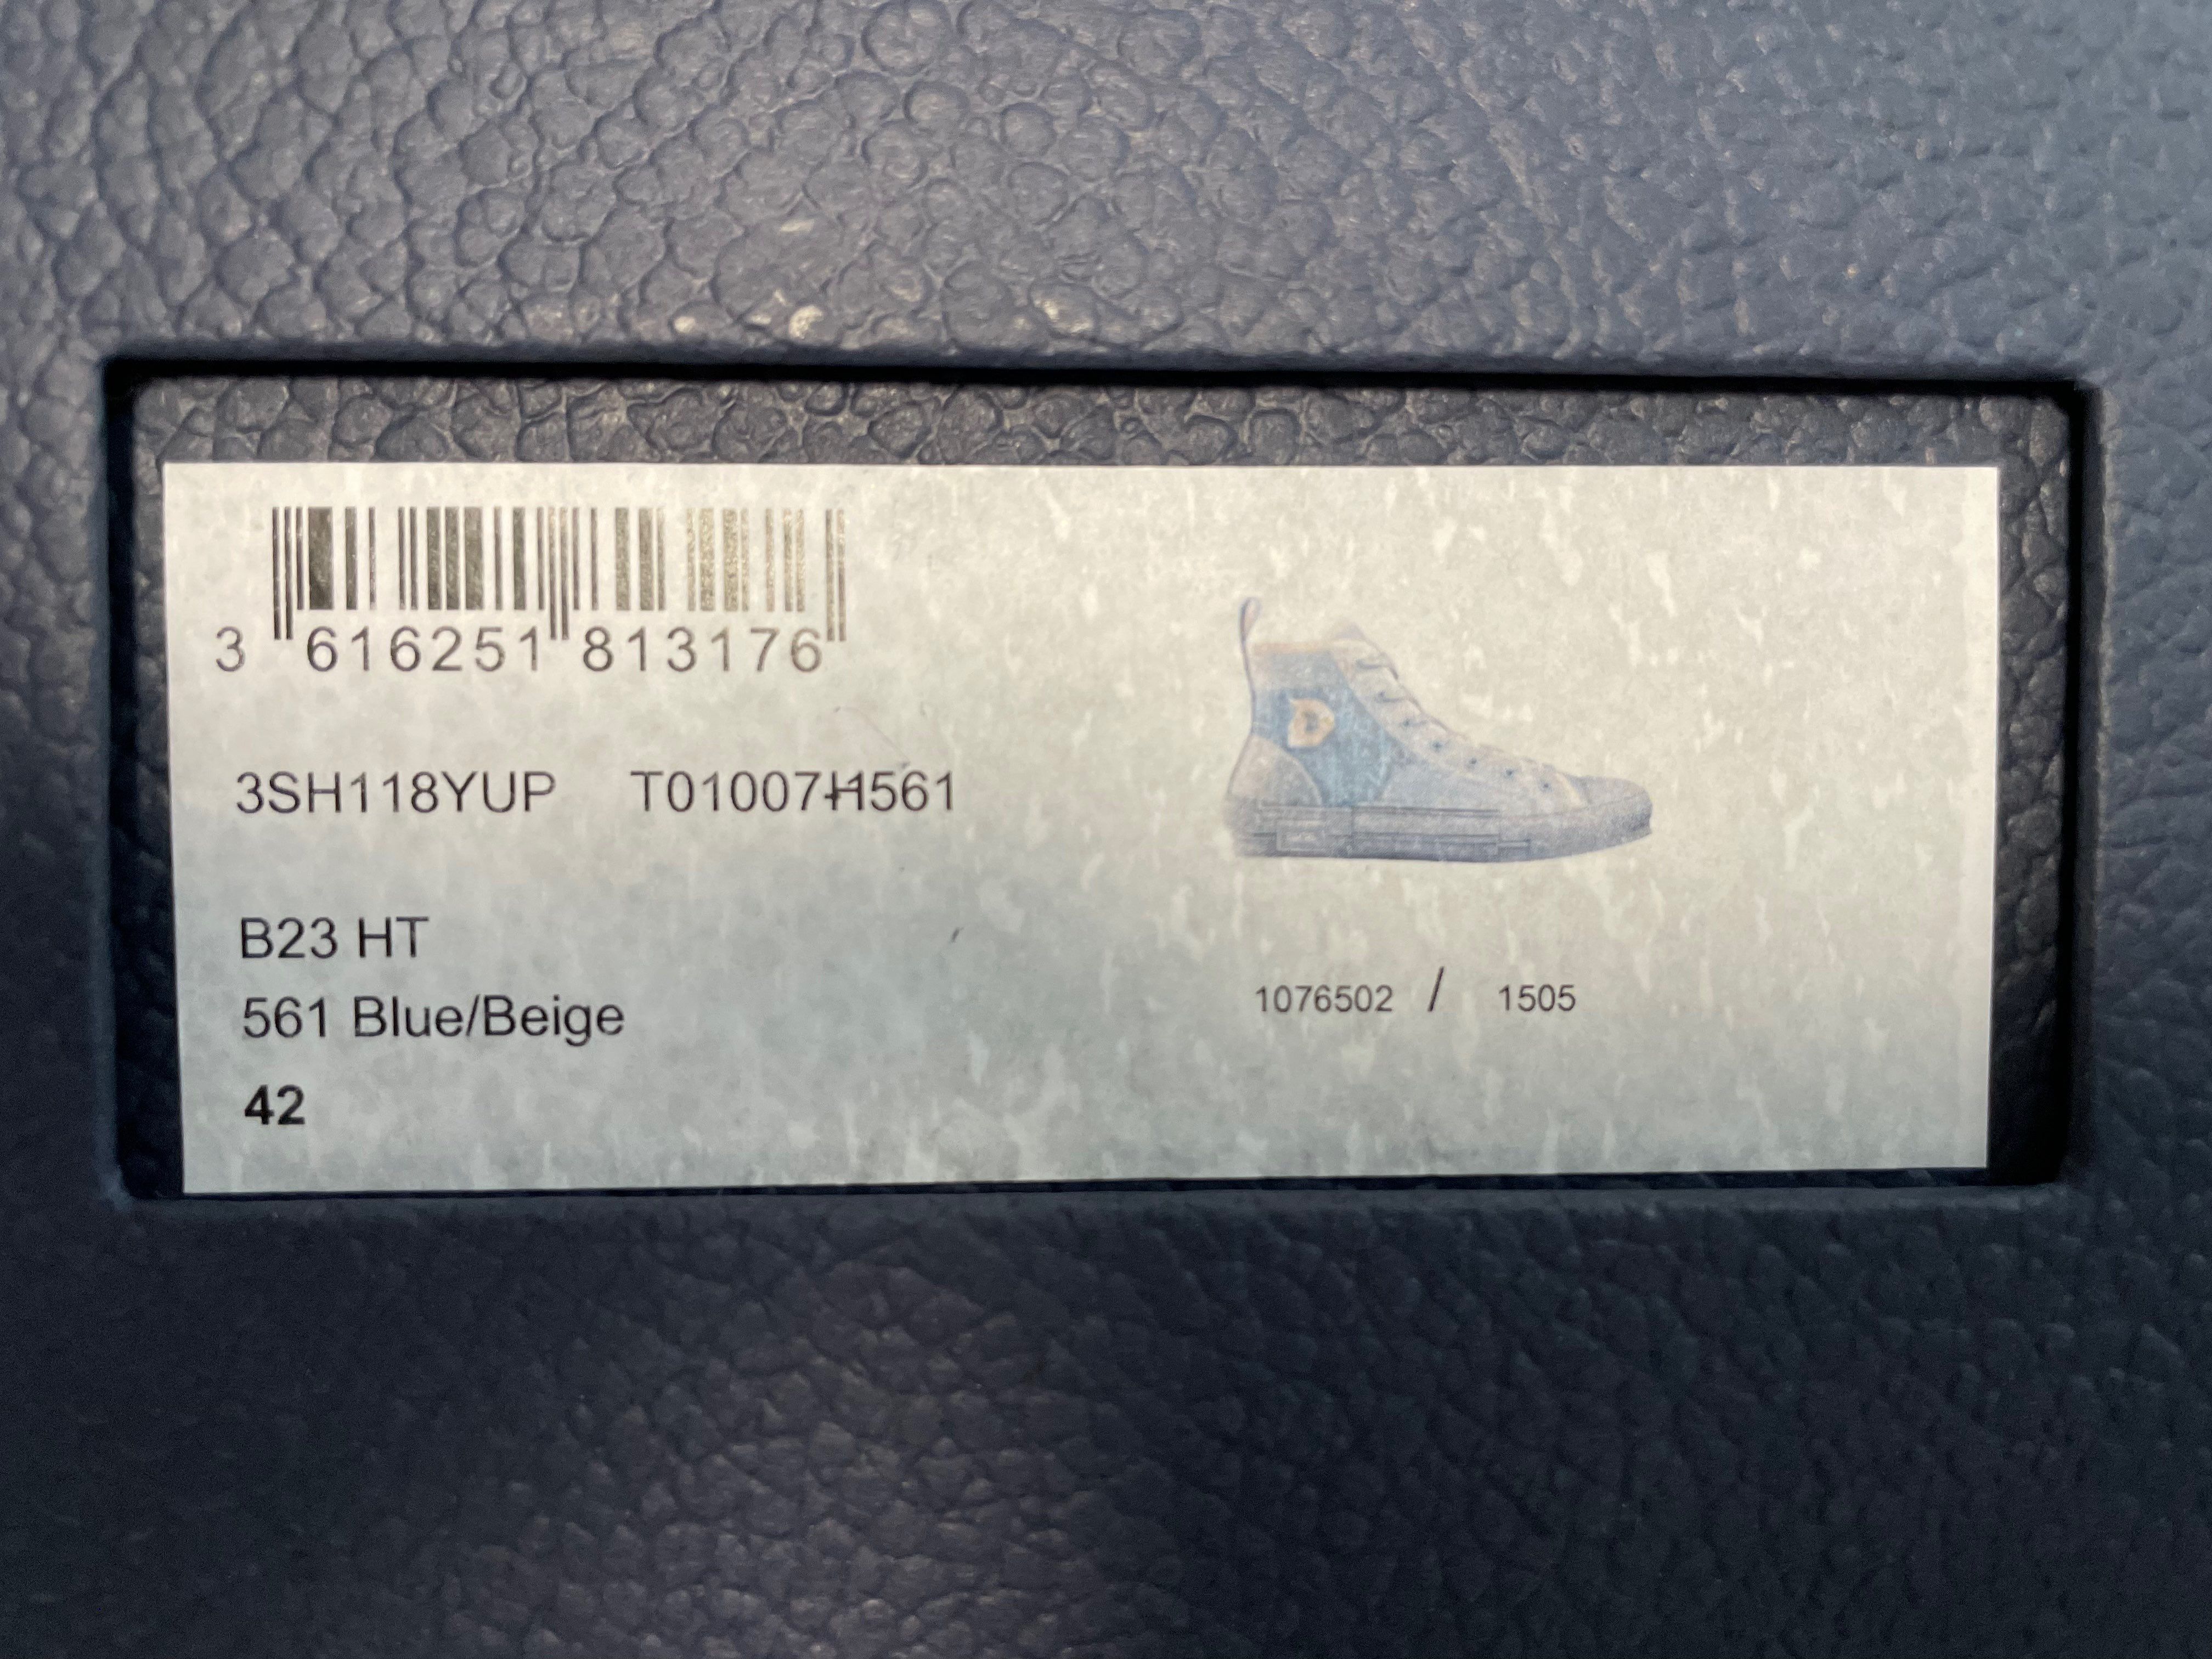 3 616251 813176
3SH118YUP T01007H561
B23 HT
561 Blue/Beige
42
1076502 / 1505